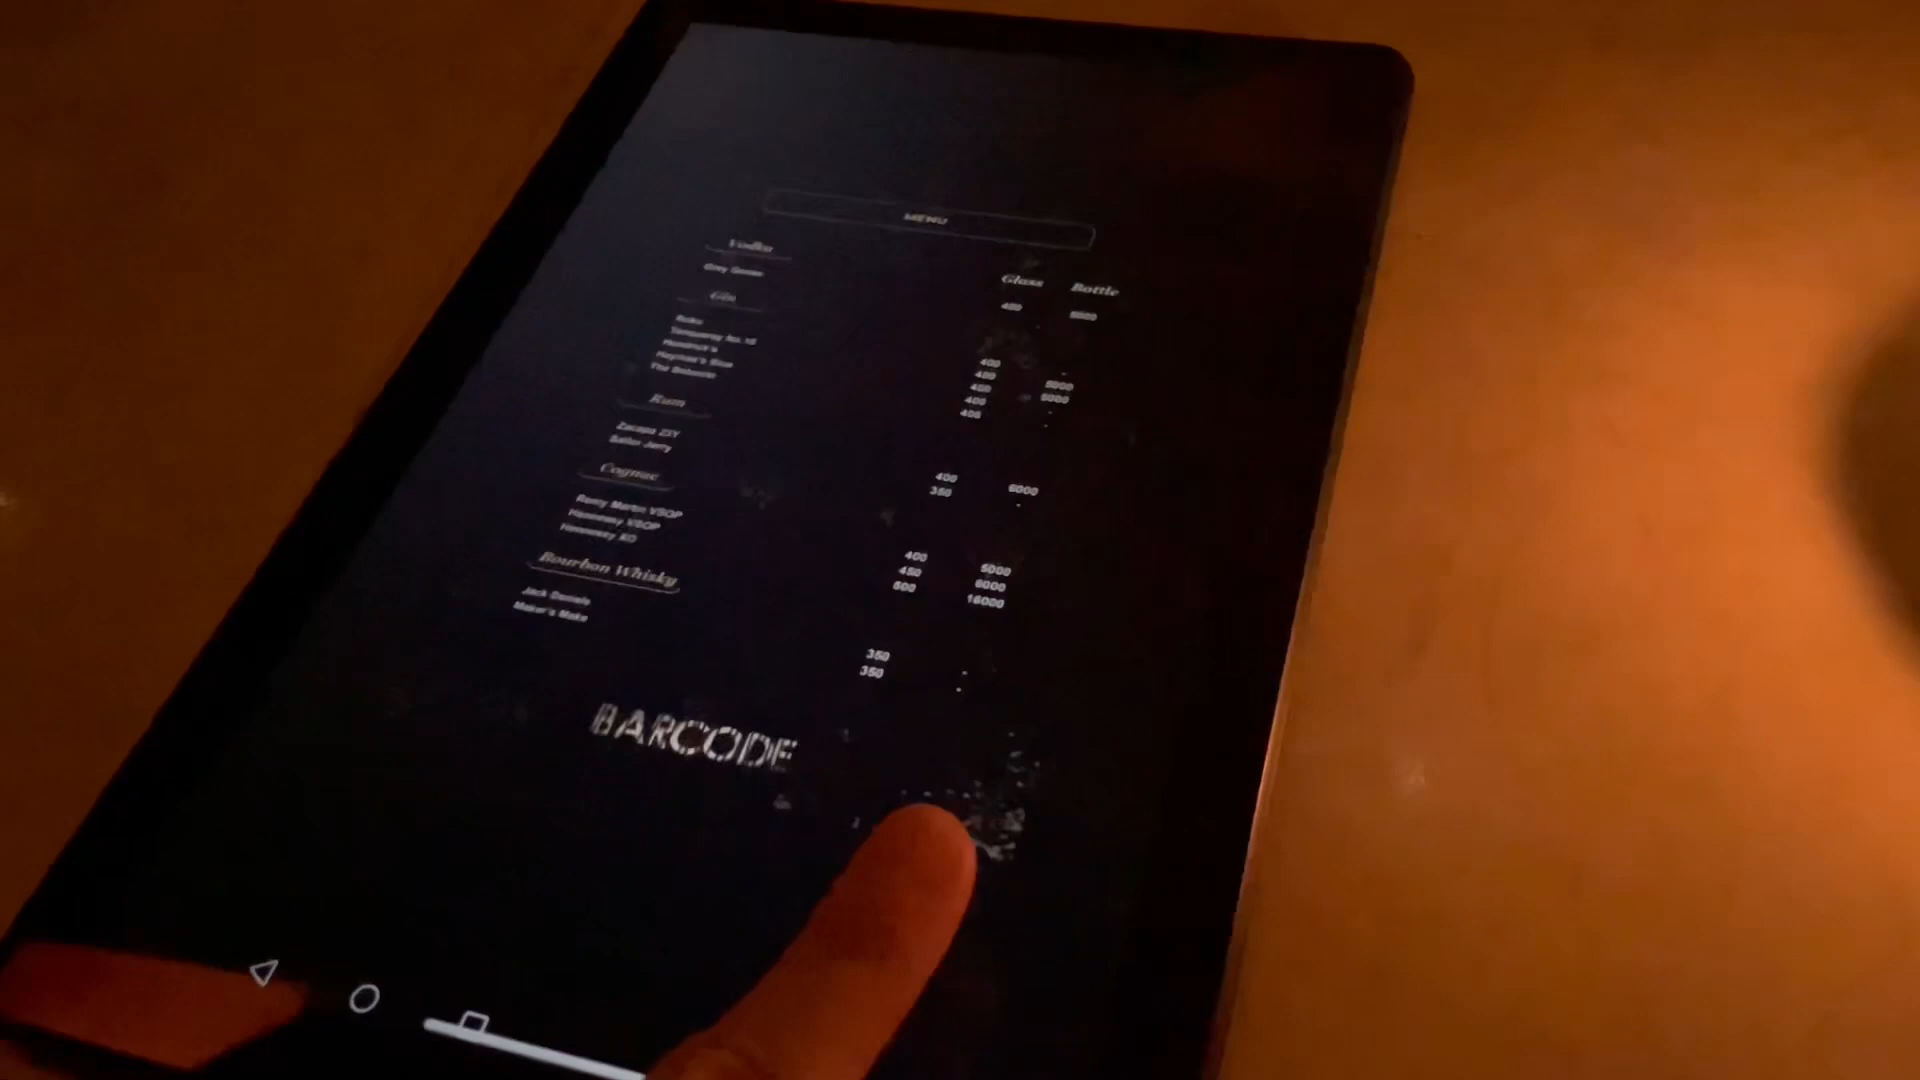 MENU
Vodka
Glass Bottle
Grey Goose 400 5000
Gin
Roku 400 -
Tanqueray No. 10 400 5000
Hendrick's 400 5000
Hayman's Sloe 400 -
The Botanist 400 -
Rum
Zacapa 23Y 400 6000
Sailor Jerry 350 -
Cognac
Remy Martin VSOP 400 5000
Hennessy VSOP 450 6000
Hennessy XO 16000
Bourbon Whisky
Jack Daniels 350 -
Maker's Make 350 -
BARCODE